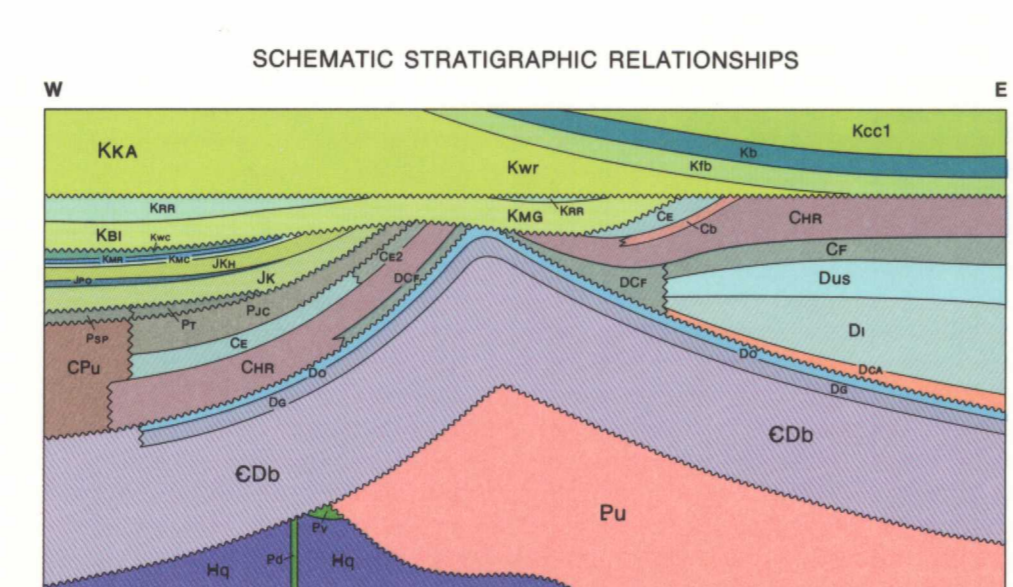 SCHEMATIC STRATIGRAPHIC RELATIONSHIPS
W
E
Kcc1
KKA
Kb
Kfb
Kwr
KRR
KRR
KMG
CE
CHR
Cb
KBI
KWC
KMR
KMC
JKH
CE2
CF
DCF
JK
JPO
DCF
Dus
PJC
PT
PSP
CE
DI
CPu
CHR
DO
DO
DCA
DG
DG
ЄDb
ЄDb
Pu
Pv
Pd
Hq
Hq